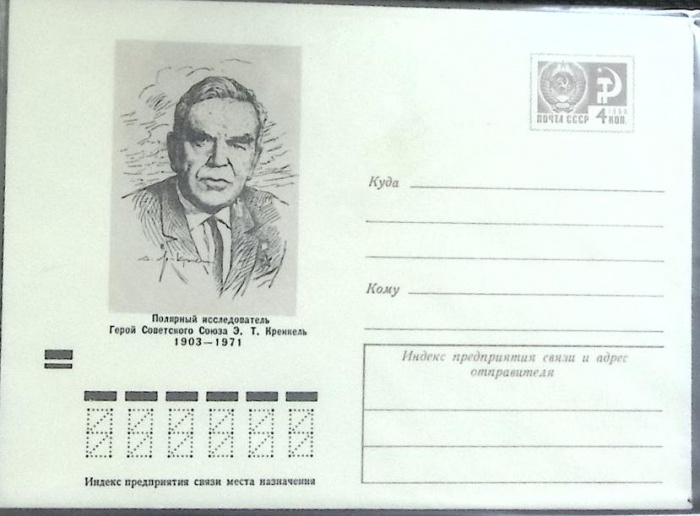 Полярный исследователь
Герой Советского Союза Э. Т. Кренкель
1903—1971
ПОЧТА СССР
4 КОП.
Куда
Кому
Индекс предприятия связи и адрес
отправителя
Индекс предприятия связи места назначения